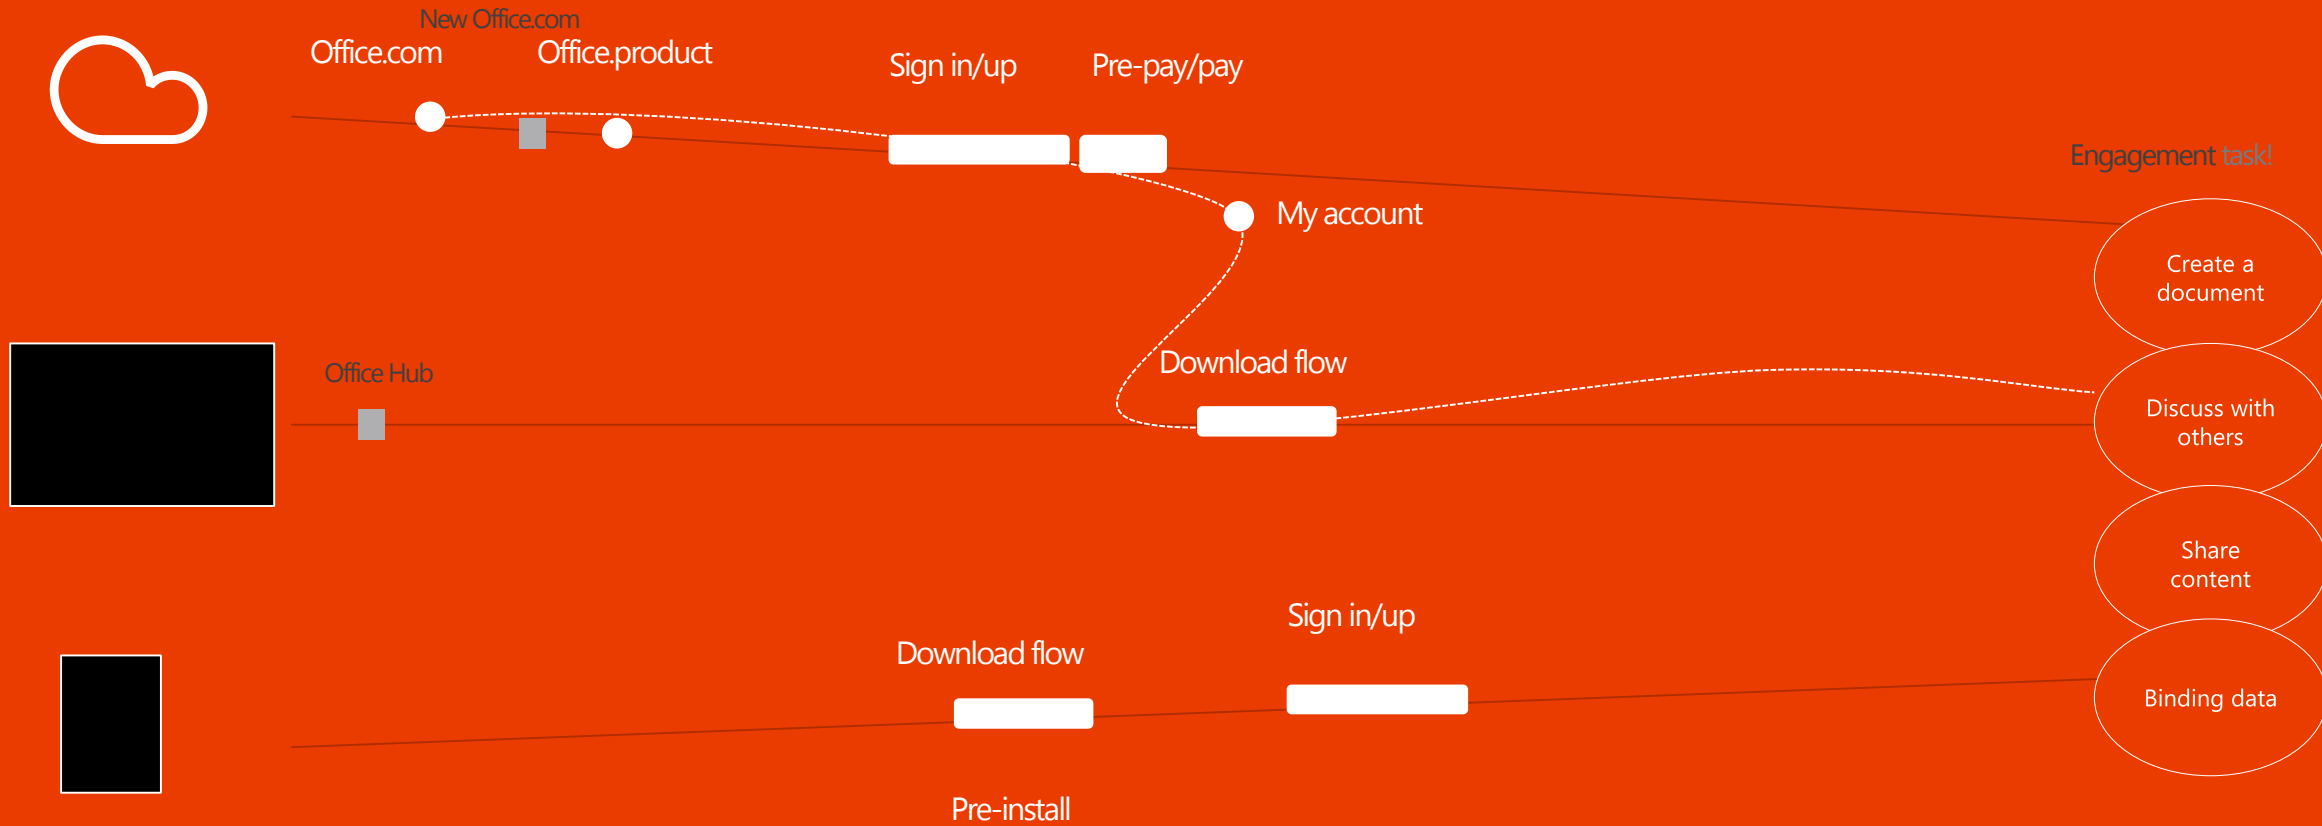 New Office.com
Office.com
Office.product
Sign in/up
Pre-pay/pay
Engagement task!
My account
Create a
document
Office Hub
Download flow
Discuss with
others
Share
content
Sign in/up
Download flow
Binding data
Pre-install